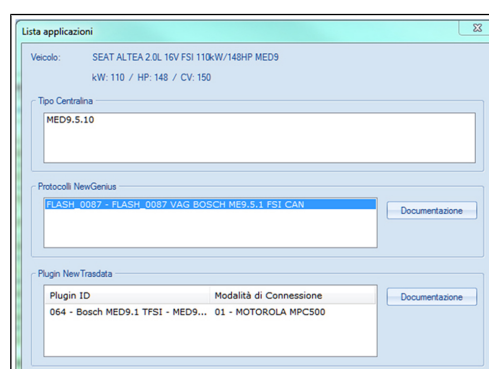 Lista applicazioni
Veicolo: SEAT ALTEA 2.0L 16V FSI 110kW/148HP MED9
kW: 110 / HP: 148 / CV: 150
Tipo Centralina
MED9.5.10
Protocolli NewGenius
FLASH_0087 - FLASH_0087 VAG BOSCH ME9.5.1 FSI CAN
Documentazione
Plugin NewTrasdata
Plugin ID Modalità di Connessione
Documentazione
064 - Bosch MED9.1 TFSI - MED9... 01 - MOTOROLA MPC500